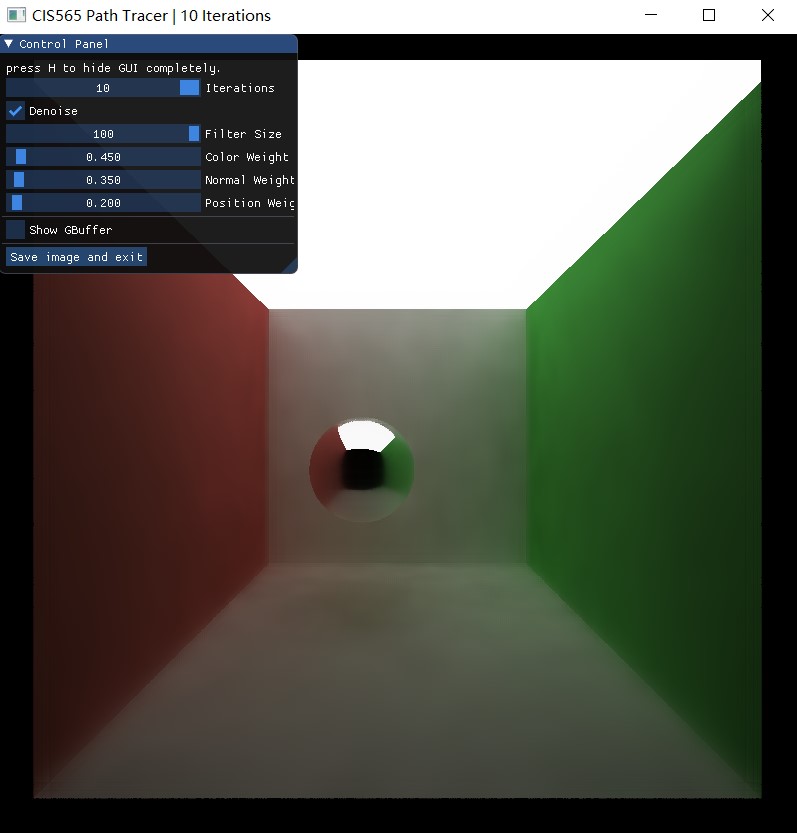 CIS565 Path Tracer | 10 Iterations
Control Panel
press H to hide GUI completely.
10 Iterations
Denoise
100 Filter Size
0.450 Color Weight
0.350 Normal Weight
0.200 Position Weig
Show GBuffer
Save image and exit